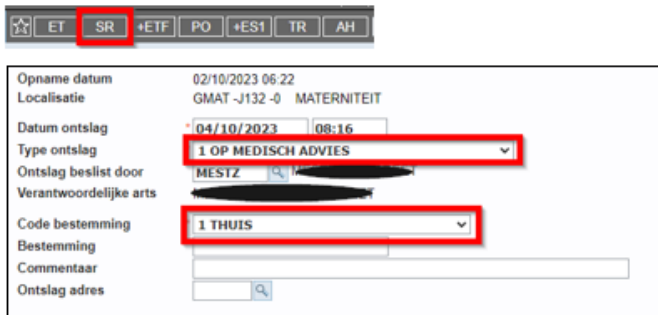 ET SR +ETF PO +ES1 TR AH
Opname datum 02/10/2023 06:22
Localisatie GMAT -J132 -0 MATERNITEIT
Datum ontslag * 04/10/2023 08:16
Type ontslag 1 OP MEDISCH ADVIES
Ontslag beslist door MESTZ
Verantwoordelijke arts
Code bestemming * 1 THUIS
Bestemming
Commentaar
Ontslag adres